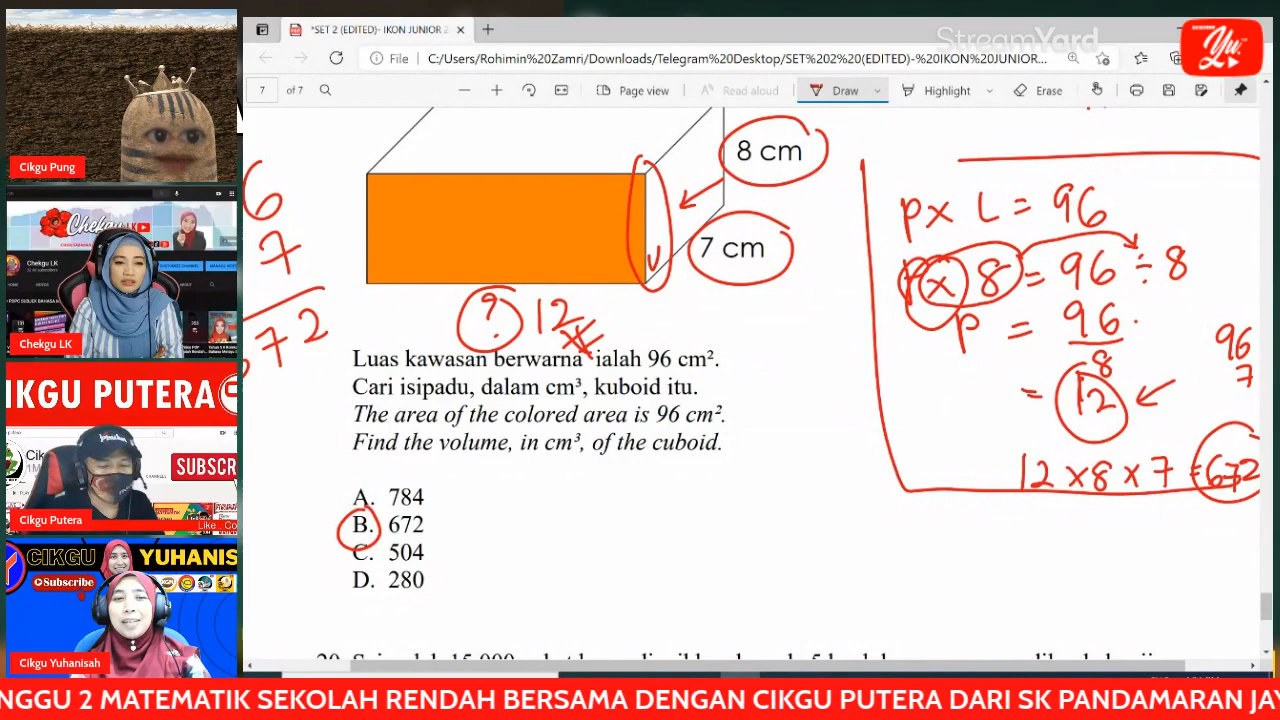 *SET 2 (EDITED)- IKON JUNIOR 2
StreamYard
File C:/Users/Rohimin%20Zamri/Downloads/Telegram%20Desktop/SET%202%20(EDITED)-%20IKON%20JUNIOR...
7 of 7 Page view Read aloud Draw Highlight Erase
Cikgu Pung
Chekgu LK
Chekgu LK
IKGU PUTERA
SUBSCR
Like
Cikgu Putera
CIKGU YUHANIS
Subscribe
Cikgu Yuhanisah
6
7
72
8 cm
7 cm
? 12
Luas kawasan berwarna ialah 96 cm².
Cari isipadu, dalam cm³, kuboid itu.
The area of the colored area is 96 cm².
Find the volume, in cm³, of the cuboid.
A. 784
B. 672
C. 504
D. 280
P x L = 96
P x 8 = 96 ÷ 8
P = 96
8
= 12
12 x 8 x 7 = 672
96
7
NGGU 2 MATEMATIK SEKOLAH RENDAH BERSAMA DENGAN CIKGU PUTERA DARI SK PANDAMARAN JAY